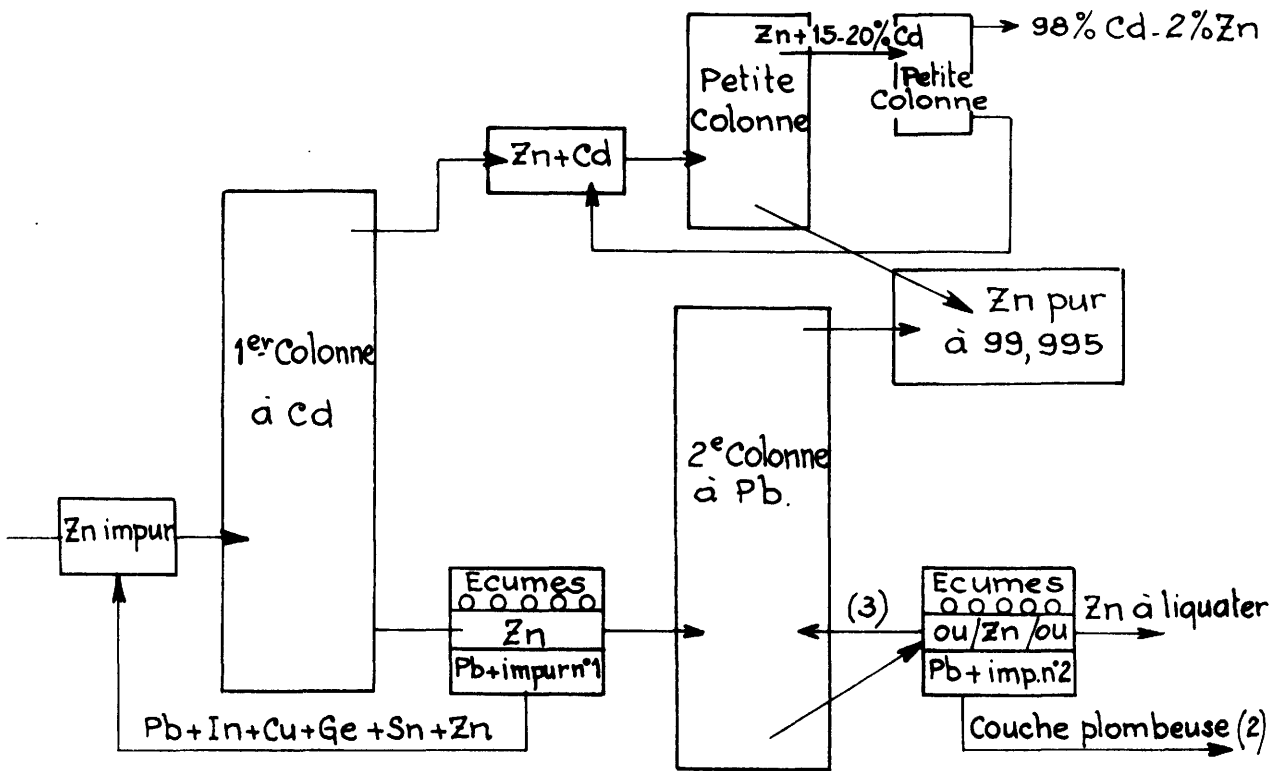 Zn+15-20% Cd
98% Cd-2% Zn
Petite
Colonne
Petite
Colonne
Zn+Cd
Zn pur
à 99,995
1er Colonne
à Cd
2e Colonne
à Pb.
Zn impur
Ecumes
Zn
Pb+impur n°1
(3)
Ecumes
ou/Zn/ou
Pb+imp.n°2
Zn à liquater
Pb+In+Cu+Ge+Sn+Zn
Couche plombeuse (2)